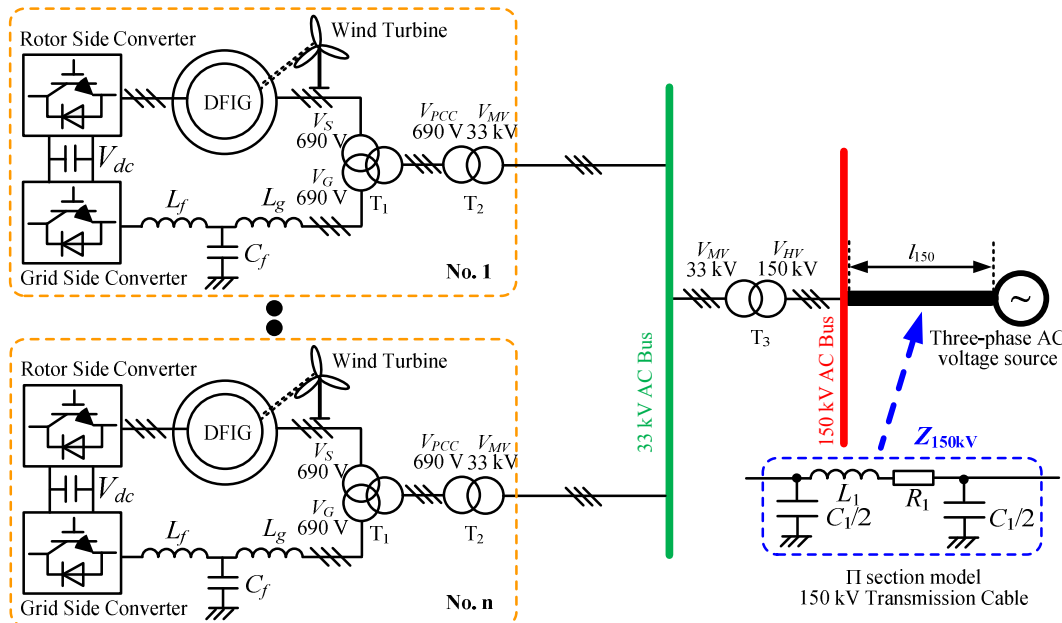 Rotor Side Converter
Wind Turbine
DFIG
V_dc
V_S
690 V
V_PCC
690 V
V_MV
33 kV
V_G
690 V
T_1
T_2
L_f
L_g
C_f
Grid Side Converter
No. 1
Rotor Side Converter
Wind Turbine
DFIG
V_dc
V_S
690 V
V_PCC
690 V
V_MV
33 kV
V_G
690 V
T_1
T_2
L_f
L_g
C_f
Grid Side Converter
No. n
33 kV AC Bus
V_MV
33 kV
V_HV
150 kV
T_3
150 kV AC Bus
l_150
~
Three-phase AC
voltage source
Z_150kV
L_1
R_1
C_1/2
C_1/2
Π section model
150 kV Transmission Cable